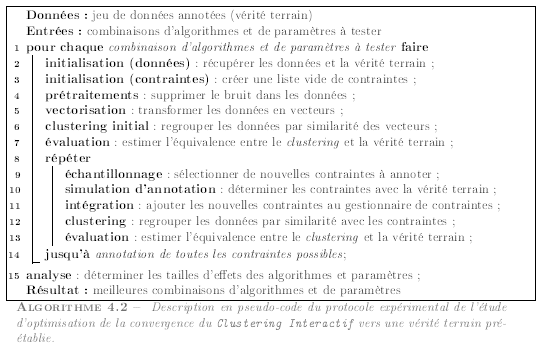 Données : jeu de données annotées (vérité terrain)
Entrées : combinaisons d'algorithmes et de paramètres à tester
1 pour chaque combinaison d'algorithmes et de paramètres à tester faire
2 initialisation (données) : récupérer les données et la vérité terrain ;
3 initialisation (contraintes) : créer une liste vide de contraintes ;
4 prétraitements : supprimer le bruit dans les données ;
5 vectorisation : transformer les données en vecteurs ;
6 clustering initial : regrouper les données par similarité des vecteurs ;
7 évaluation : estimer l'équivalence entre le clustering et la vérité terrain ;
8 répéter
9 échantillonnage : sélectionner de nouvelles contraintes à annoter ;
10 simulation d'annotation : déterminer les contraintes avec la vérité terrain ;
11 intégration : ajouter les nouvelles contraintes au gestionnaire de contraintes ;
12 clustering : regrouper les données par similarité avec les contraintes ;
13 évaluation : estimer l'équivalence entre le clustering et la vérité terrain ;
14 jusqu'à annotation de toutes les contraintes possibles;
15 analyse : déterminer les tailles d'effets des algorithmes et paramètres ;
Résultat : meilleures combinaisons d'algorithmes et de paramètres
ALGORITHME 4.2 – Description en pseudo-code du protocole expérimental de l'étude
d'optimisation de la convergence du Clustering Interactif vers une vérité terrain pré-
établie.